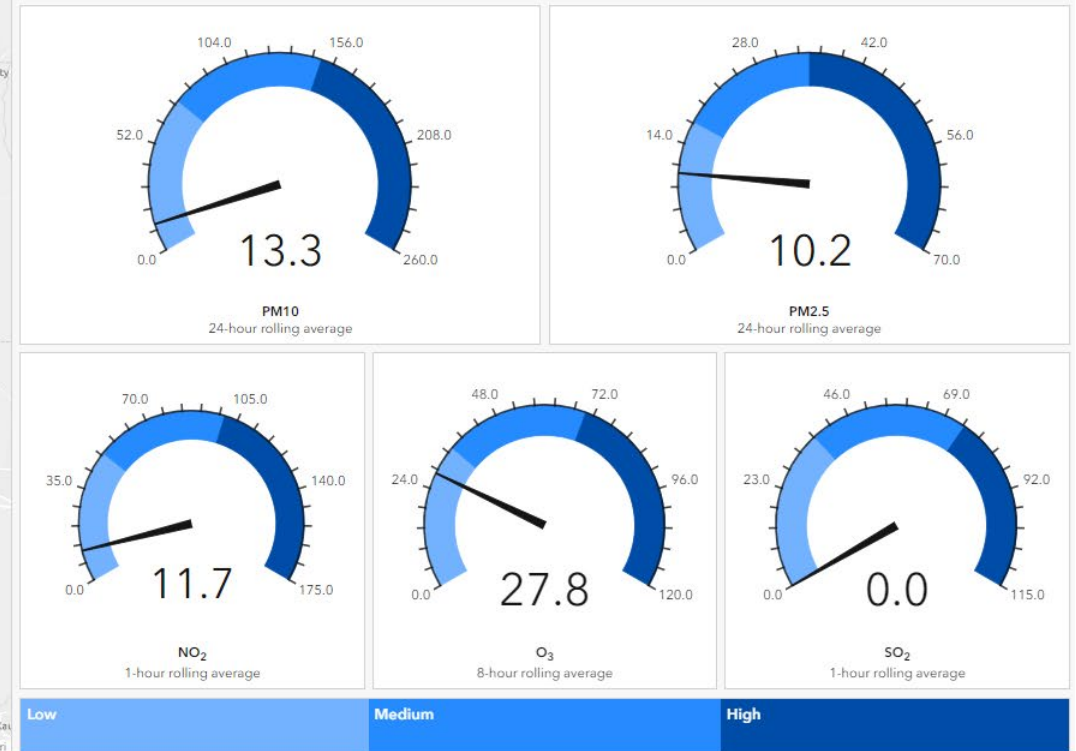 104.0 156.0
52.0 208.0
0.0 260.0
13.3
PM10
24-hour rolling average
28.0 42.0
14.0 56.0
0.0 70.0
10.2
PM2.5
24-hour rolling average
70.0 105.0
35.0 140.0
0.0 175.0
11.7
NO₂
1-hour rolling average
48.0 72.0
24.0 96.0
0.0 120.0
27.8
O₃
8-hour rolling average
46.0 69.0
23.0 92.0
0.0 115.0
0.0
SO₂
1-hour rolling average
Low Medium High